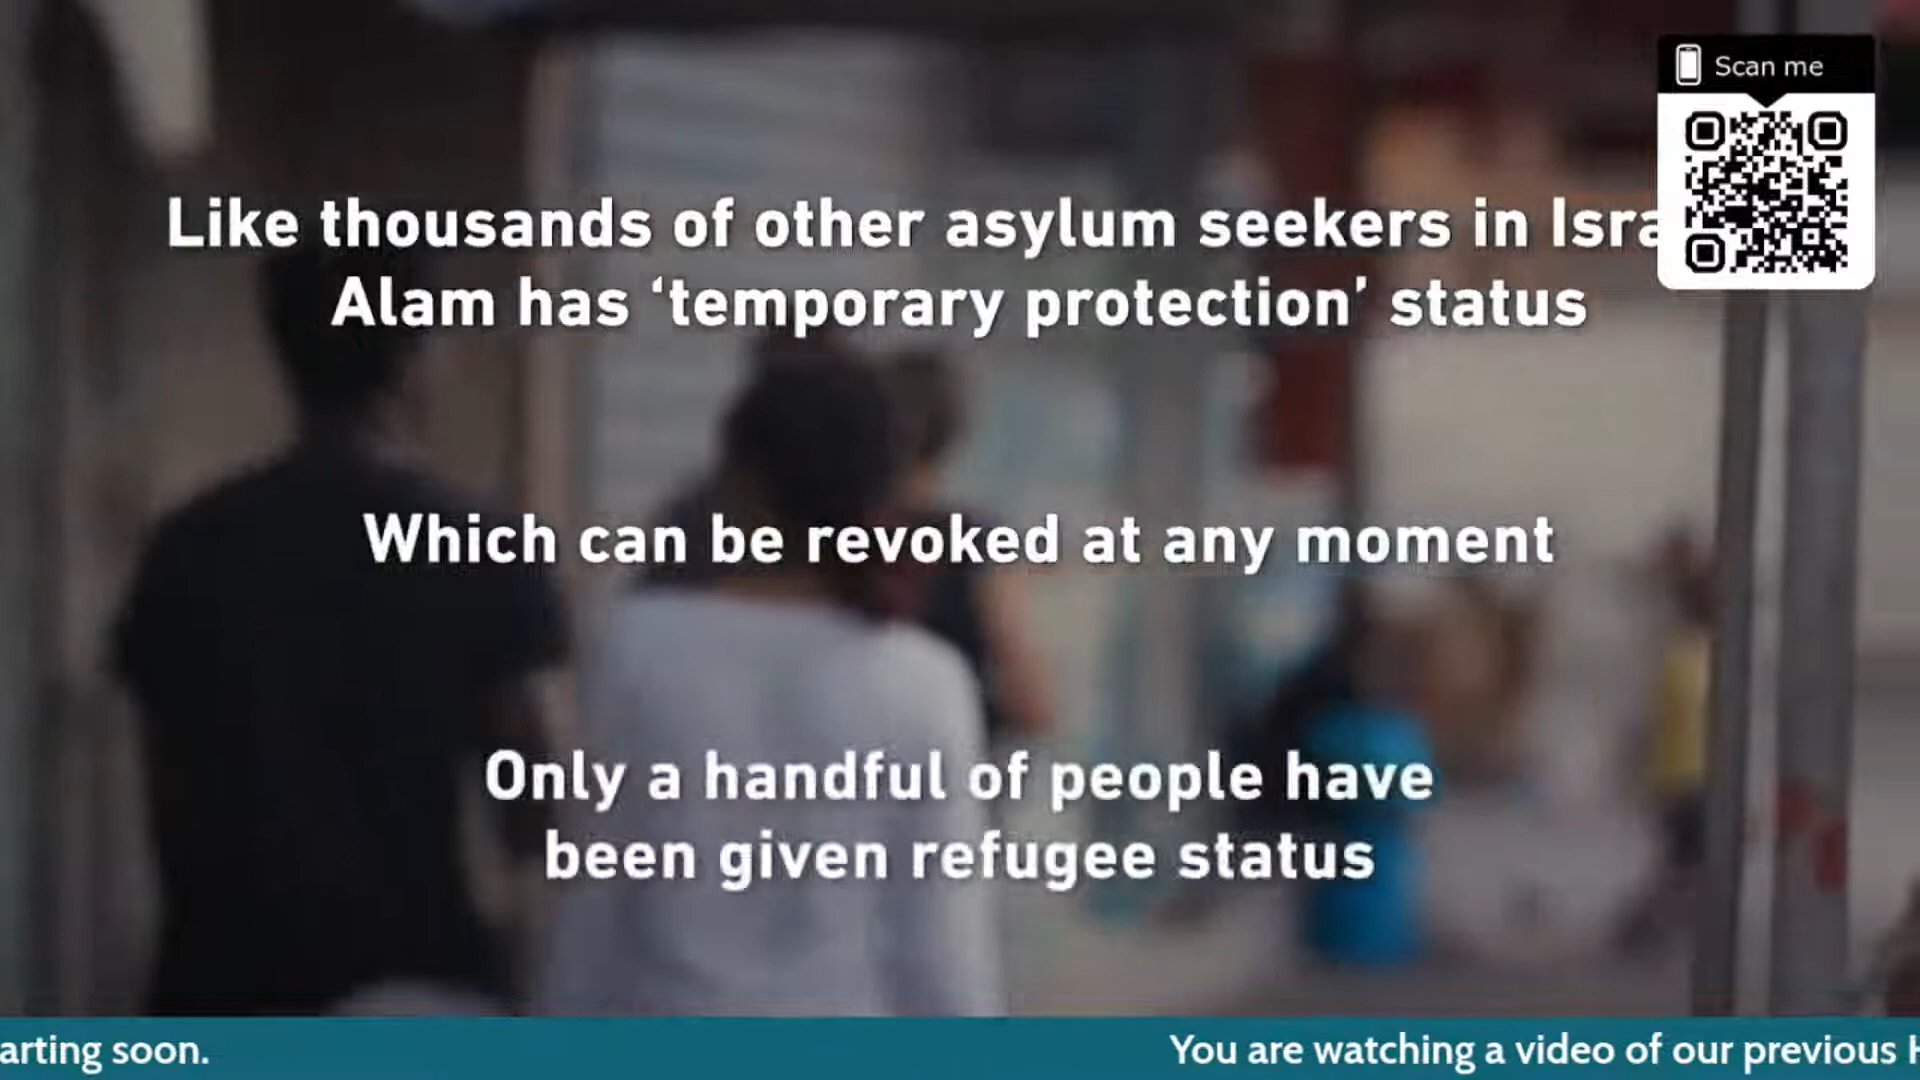 Scan me
Like thousands of other asylum seekers in Isra
Alam has ‘temporary protection’ status
Which can be revoked at any moment
Only a handful of people have
been given refugee status
arting soon.
You are watching a video of our previous H